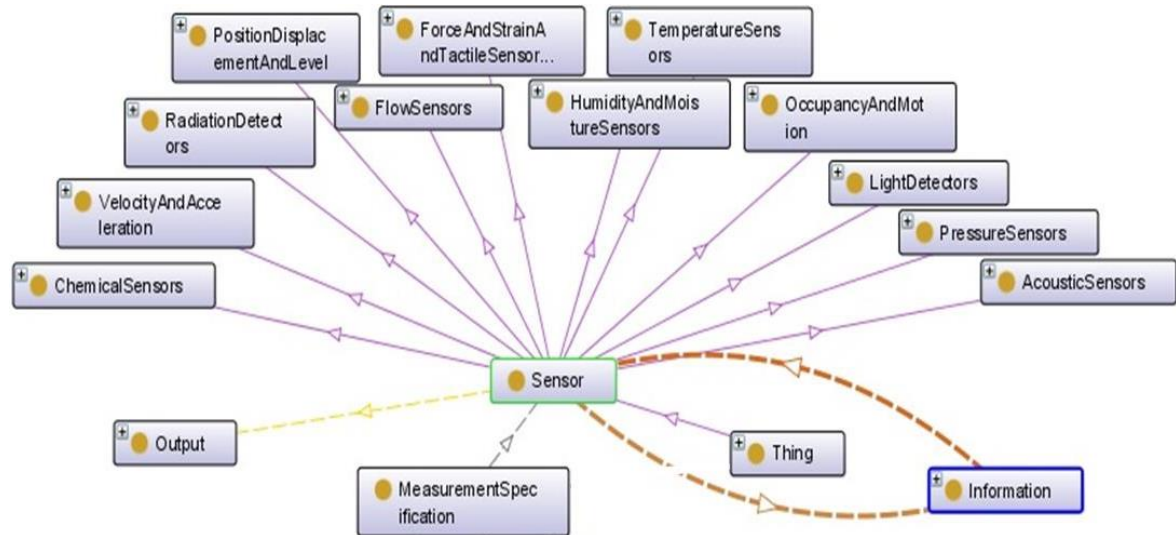 PositionDisplac
ementAndLevel
ForceAndStrainA
ndTactileSensor...
TemperatureSens
ors
RadiationDetect
ors
FlowSensors
HumidityAndMois
tureSensors
OccupancyAndMot
ion
VelocityAndAcce
leration
LightDetectors
PressureSensors
ChemicalSensors
AcousticSensors
Sensor
Output
Thing
MeasurementSpec
ification
Information